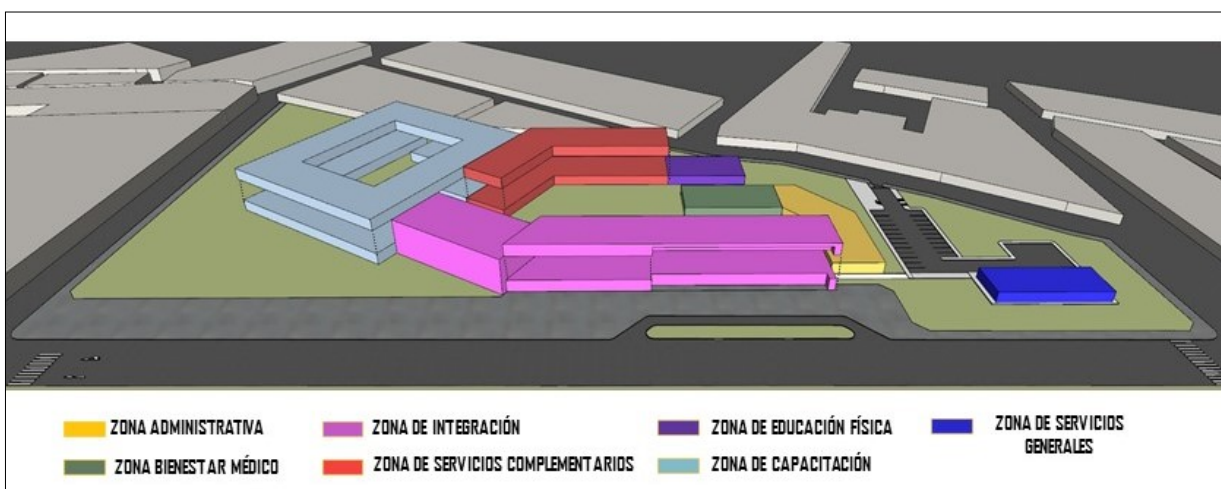 ZONA ADMINISTRATIVA
ZONA DE INTEGRACIÓN
ZONA DE EDUCACIÓN FÍSICA
ZONA DE SERVICIOS
GENERALES
ZONA BIENESTAR MÉDICO
ZONA DE SERVICIOS COMPLEMENTARIOS
ZONA DE CAPACITACIÓN